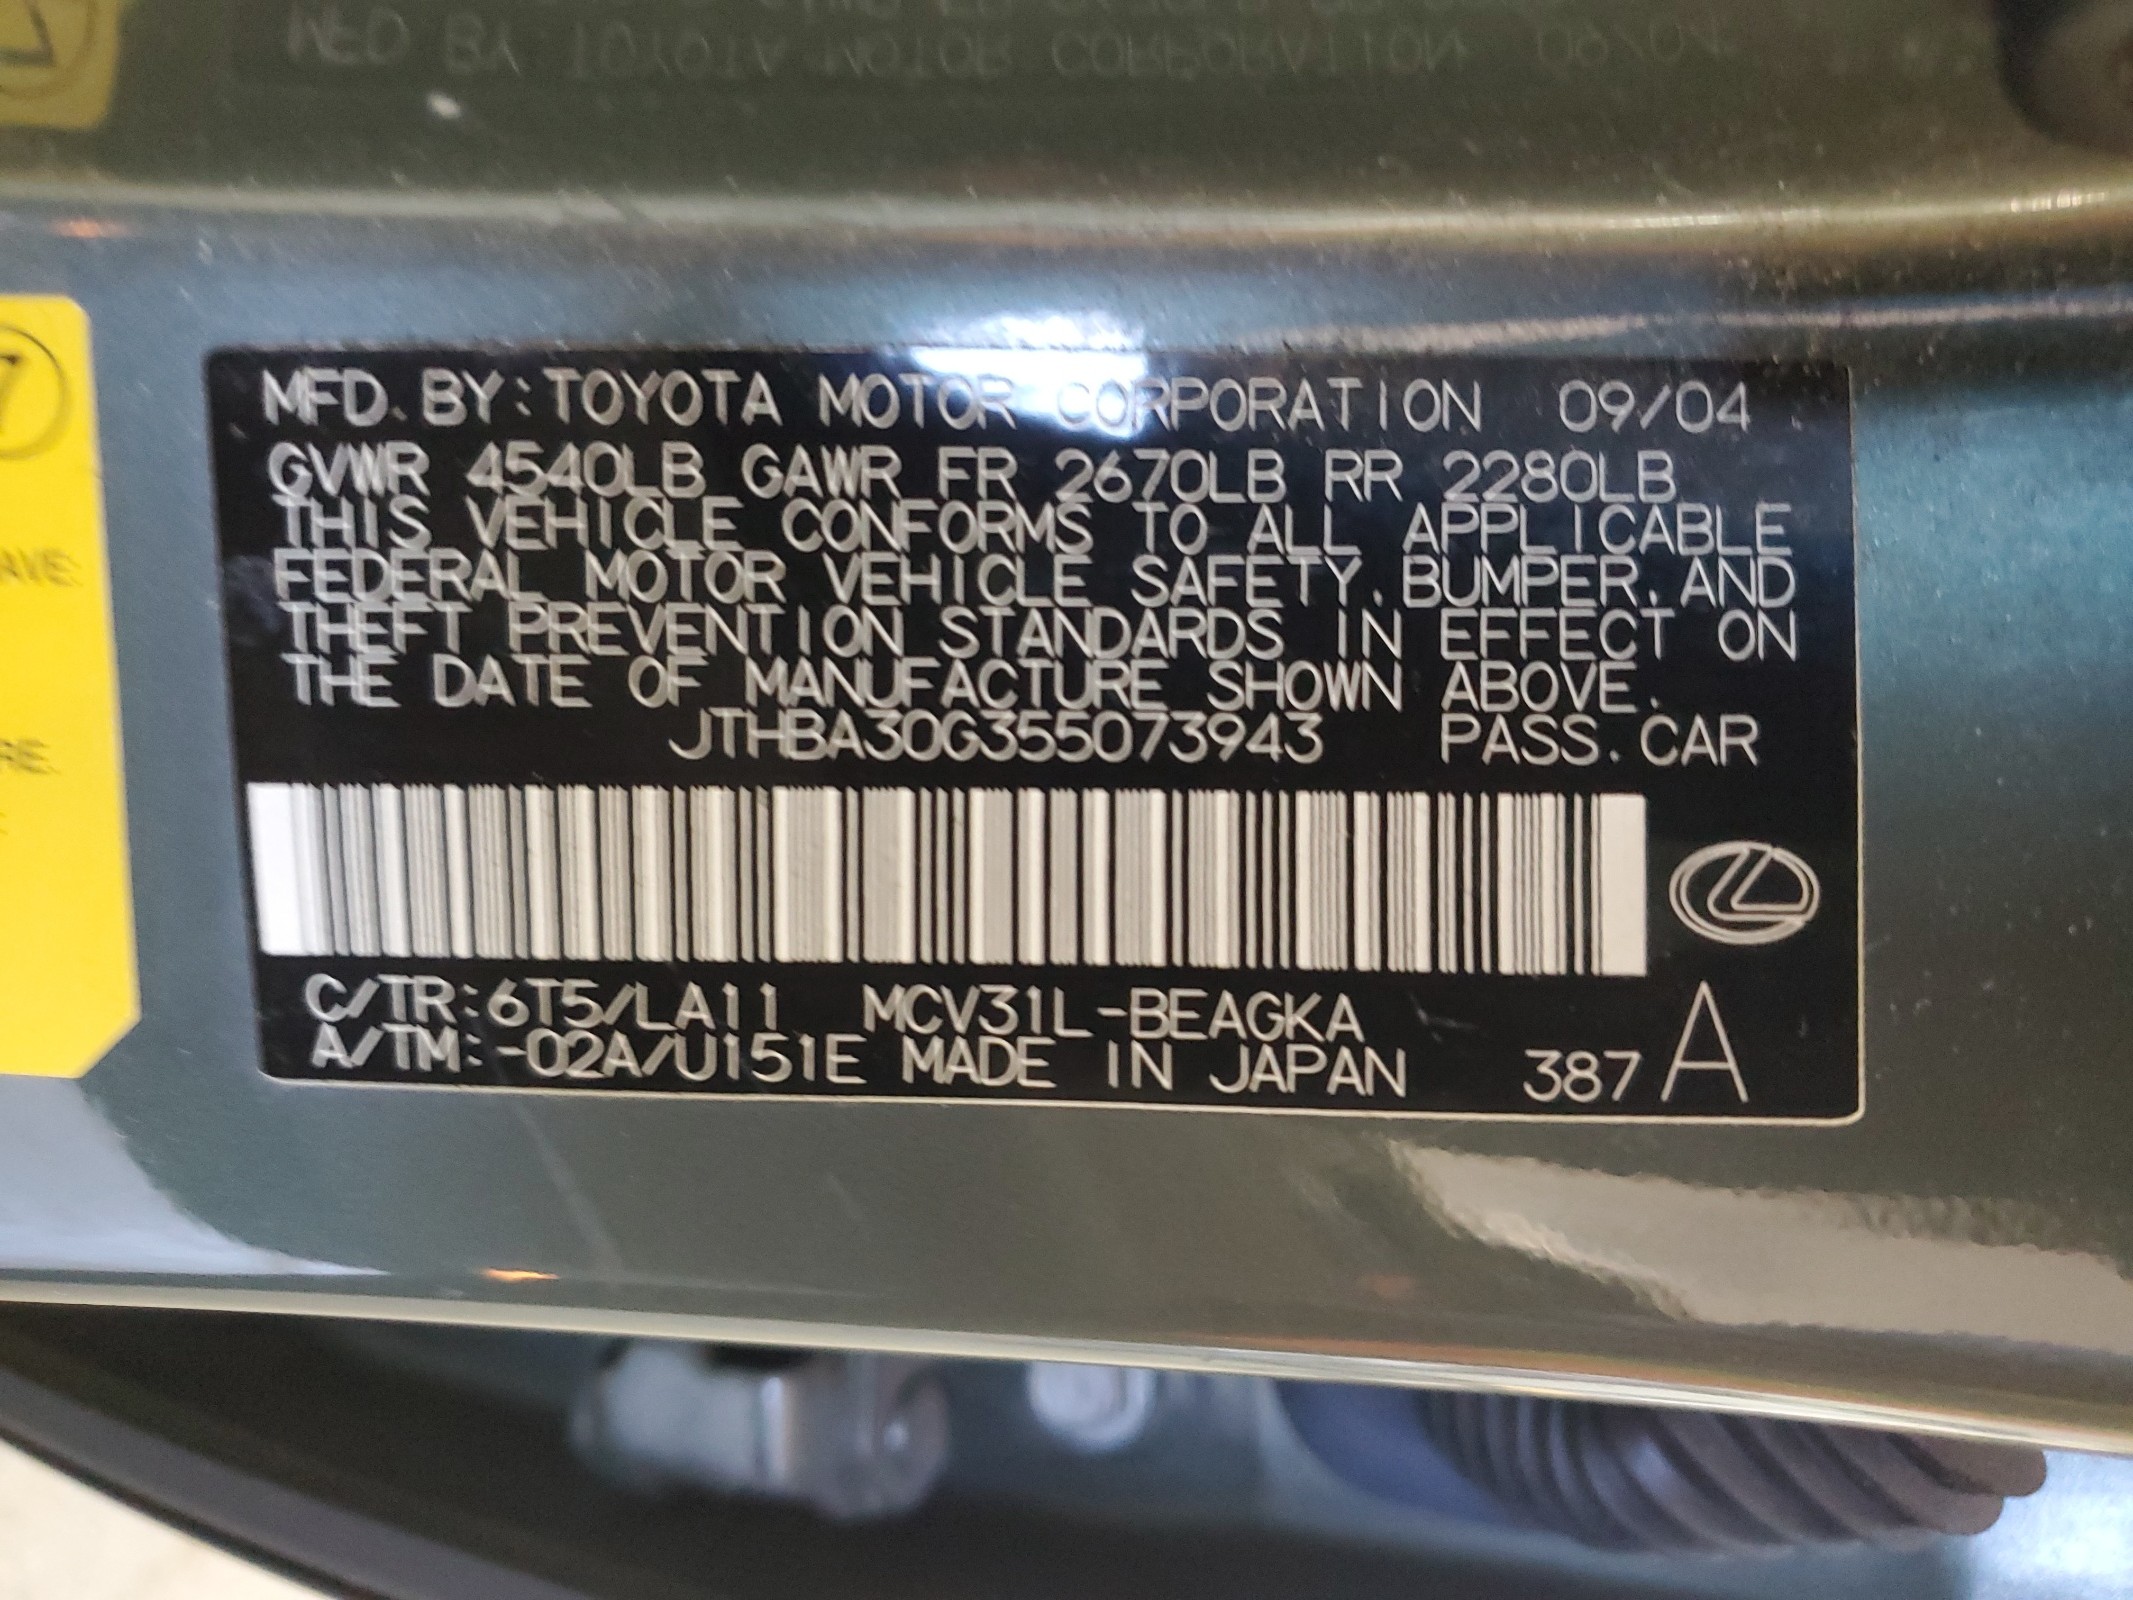 MFD. BY: TOYOTA MOTOR CORPORATION 09/04
GVWR 4540LB GAWR FR 2670LB RR 2280LB
THIS VEHICLE CONFORMS TO ALL APPLICABLE
FEDERAL MOTOR VEHICLE SAFETY, BUMPER, AND
THEFT PREVENTION STANDARDS IN EFFECT ON
THE DATE OF MANUFACTURE SHOWN ABOVE.
JTHBA30G355073943 PASS. CAR
C/TR:6T5/LA11 MCV31L-BEAGKA
A/TM:-02A/U151E MADE IN JAPAN 387 A